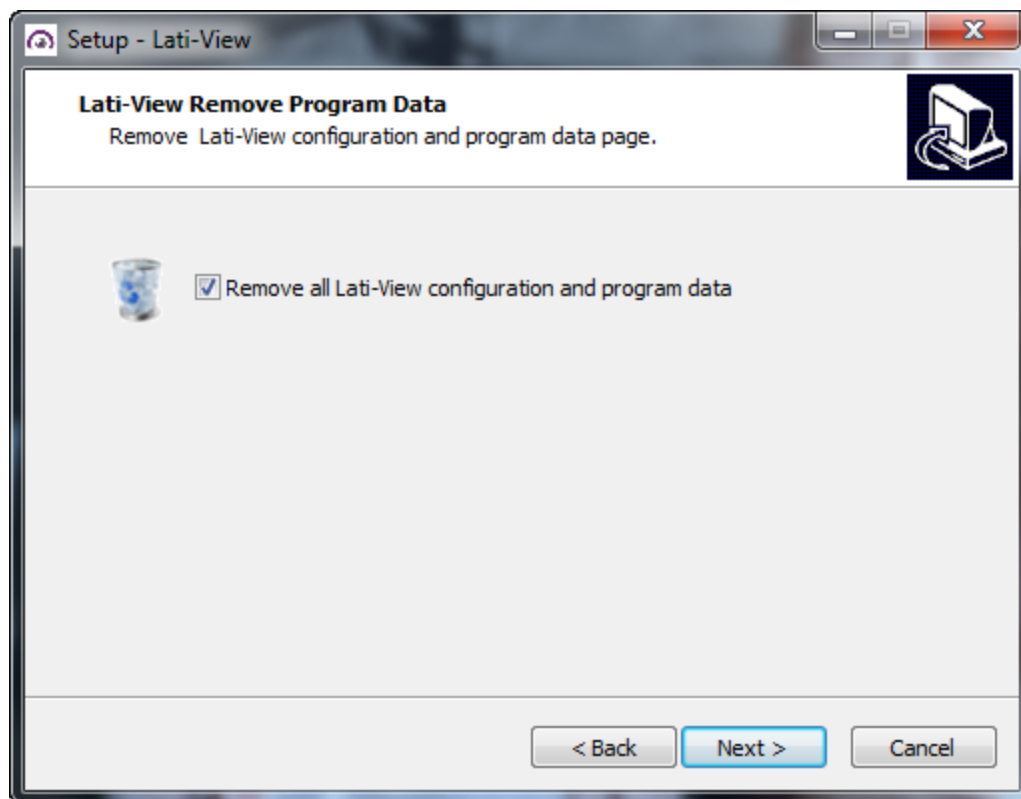 Setup - Lati-View
Lati-View Remove Program Data
Remove Lati-View configuration and program data page.
Remove all Lati-View configuration and program data
< Back Next > Cancel